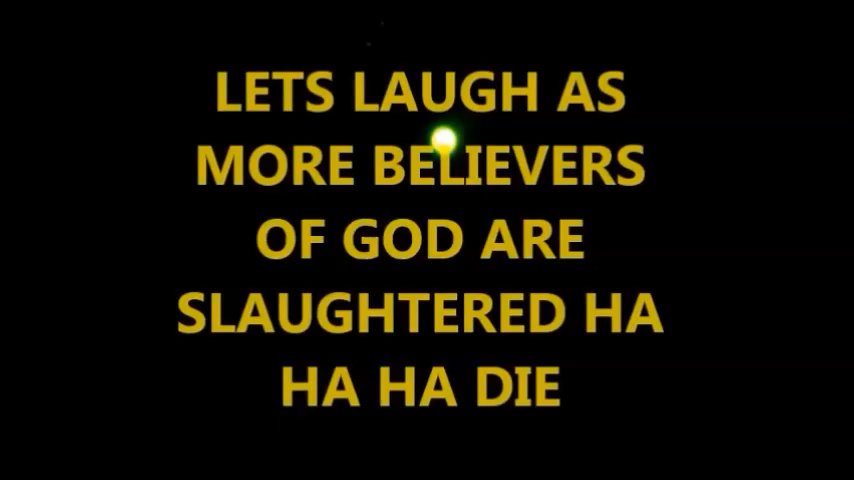 LETS LAUGH AS
MORE BELIEVERS
OF GOD ARE
SLAUGHTERED HA
HA HA DIE